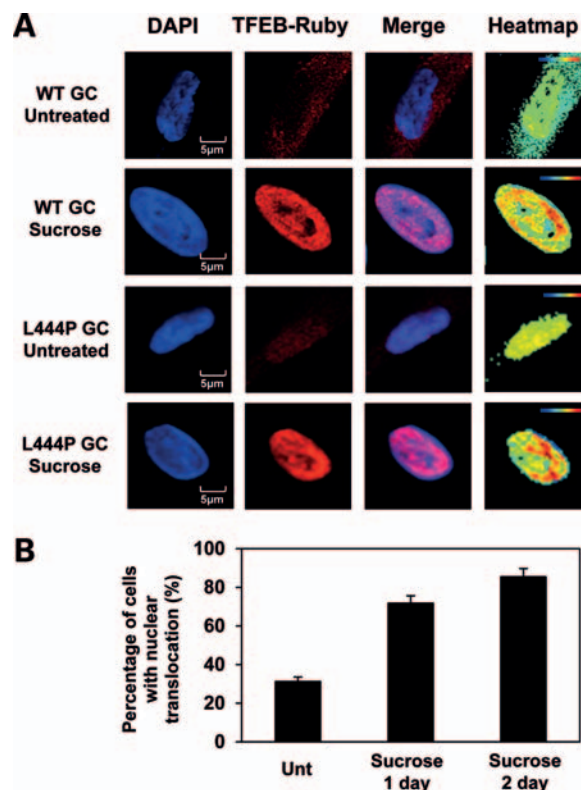 A
DAPI TFEB-Ruby Merge Heatmap
WT GC
Untreated
5µm
WT GC
Sucrose
5µm
L444P GC
Untreated
5µm
L444P GC
Sucrose
5µm
B
Percentage of cells
with nuclear
translocation (%)
100
80
60
40
20
0
Unt
Sucrose
1 day
Sucrose
2 day